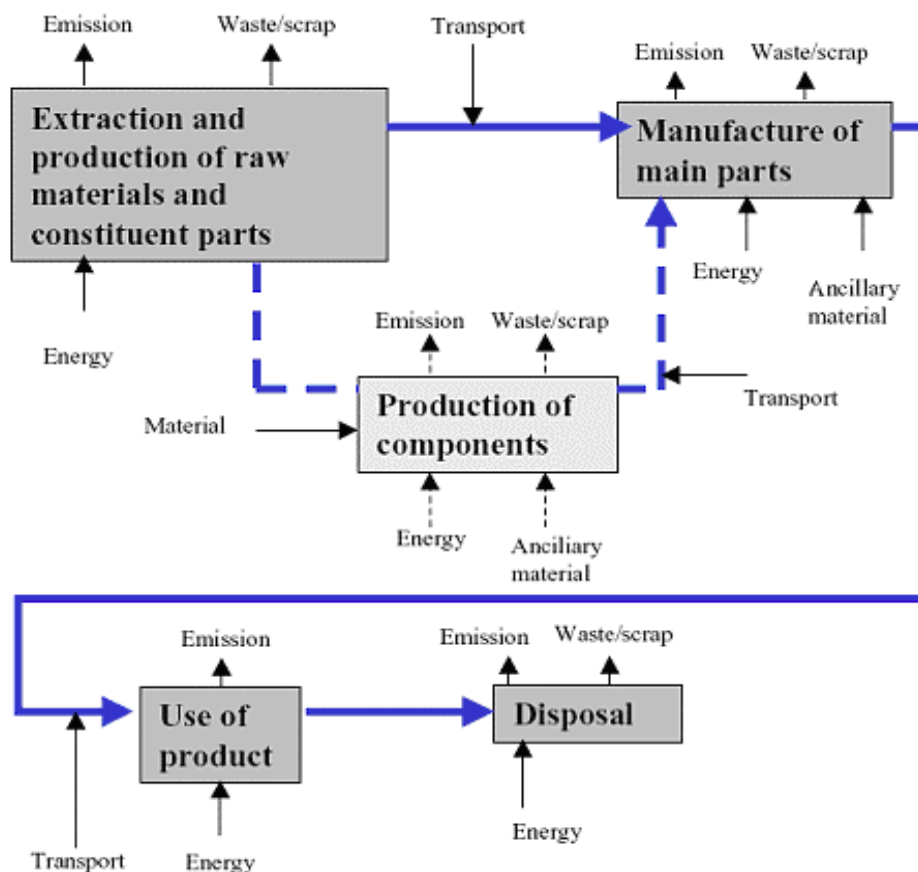 Emission
Waste/scrap
Transport
Emission
Waste/scrap
Extraction and
production of raw
materials and
constituent parts
Manufacture of
main parts
Energy
Energy
Ancillary
material
Emission
Waste/scrap
Material
Production of
components
Transport
Energy
Anciliary
material
Emission
Emission
Waste/scrap
Use of
product
Disposal
Transport
Energy
Energy